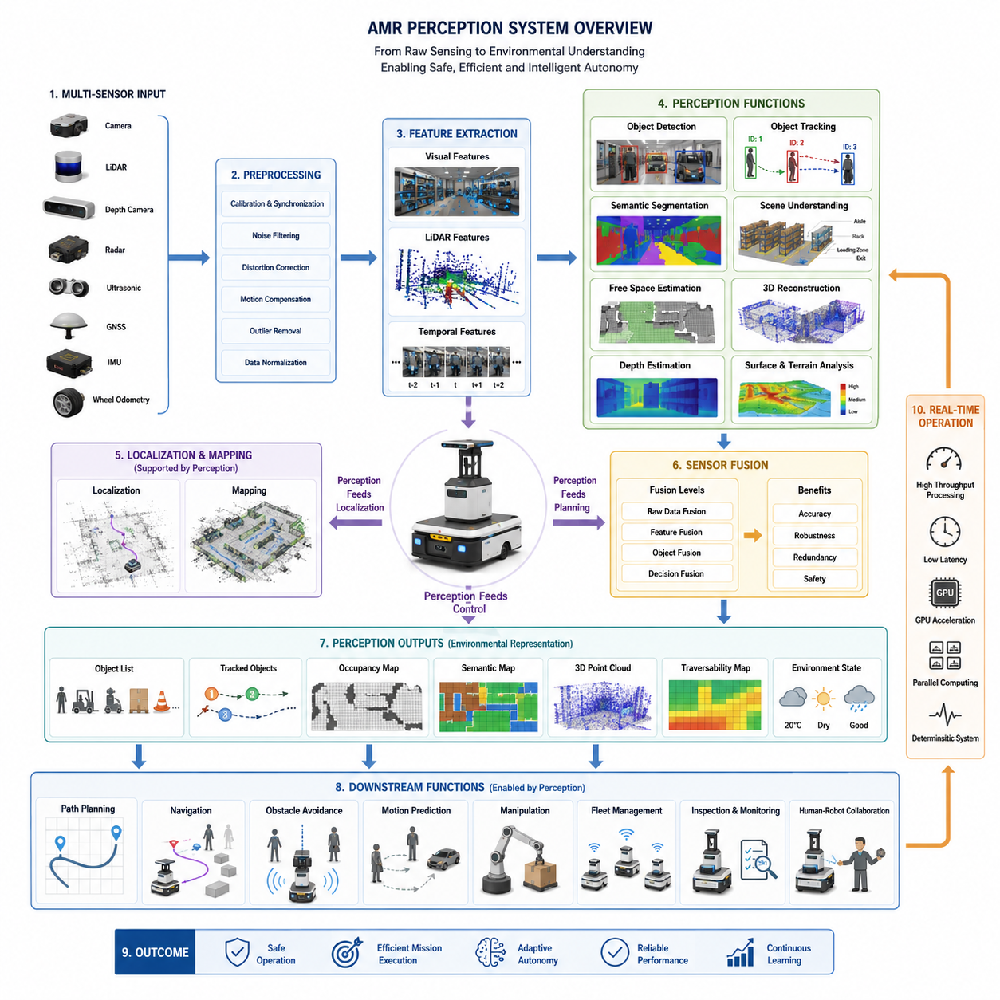 AMR PERCEPTION SYSTEM OVERVIEW
From Raw Sensing to Environmental Understanding
Enabling Safe, Efficient and Intelligent Autonomy
1. MULTI-SENSOR INPUT
Camera
LiDAR
Depth Camera
Radar
Ultrasonic
GNSS
IMU
Wheel Odometry
2. PREPROCESSING
Calibration & Synchronization
Noise Filtering
Distortion Correction
Motion Compensation
Outlier Removal
Data Normalization
3. FEATURE EXTRACTION
Visual Features
LiDAR Features
Temporal Features
t-2 t-1 t t+1 t+2
4. PERCEPTION FUNCTIONS
Object Detection
Object Tracking
ID: 1
ID: 2
ID: 3
Semantic Segmentation
Scene Understanding
Aisle
Rack
Loading Zone
Exit
Free Space Estimation
3D Reconstruction
Depth Estimation
Surface & Terrain Analysis
High
Medium
Low
5. LOCALIZATION & MAPPING
(Supported by Perception)
Localization
Mapping
Perception
Feeds
Localization
Perception
Feeds
Planning
Perception Feeds
Control
6. SENSOR FUSION
Fusion Levels
Raw Data Fusion
Feature Fusion
Object Fusion
Decision Fusion
Benefits
Accuracy
Robustness
Redundancy
Safety
7. PERCEPTION OUTPUTS (Environmental Representation)
Object List
Tracked Objects
1
2
3
Occupancy Map
Semantic Map
3D Point Cloud
Traversability Map
Environment State
20°C Dry Good
8. DOWNSTREAM FUNCTIONS (Enabled by Perception)
Path Planning
Navigation
Obstacle Avoidance
Motion Prediction
Manipulation
Fleet Management
Inspection & Monitoring
Human-Robot Collaboration
9. OUTCOME
Safe
Operation
Efficient Mission
Execution
Adaptive
Autonomy
Reliable
Performance
Continuous
Learning
10. REAL-TIME
OPERATION
High Throughput
Processing
Low Latency
GPU
GPU Acceleration
Parallel Computing
Determinsitic System